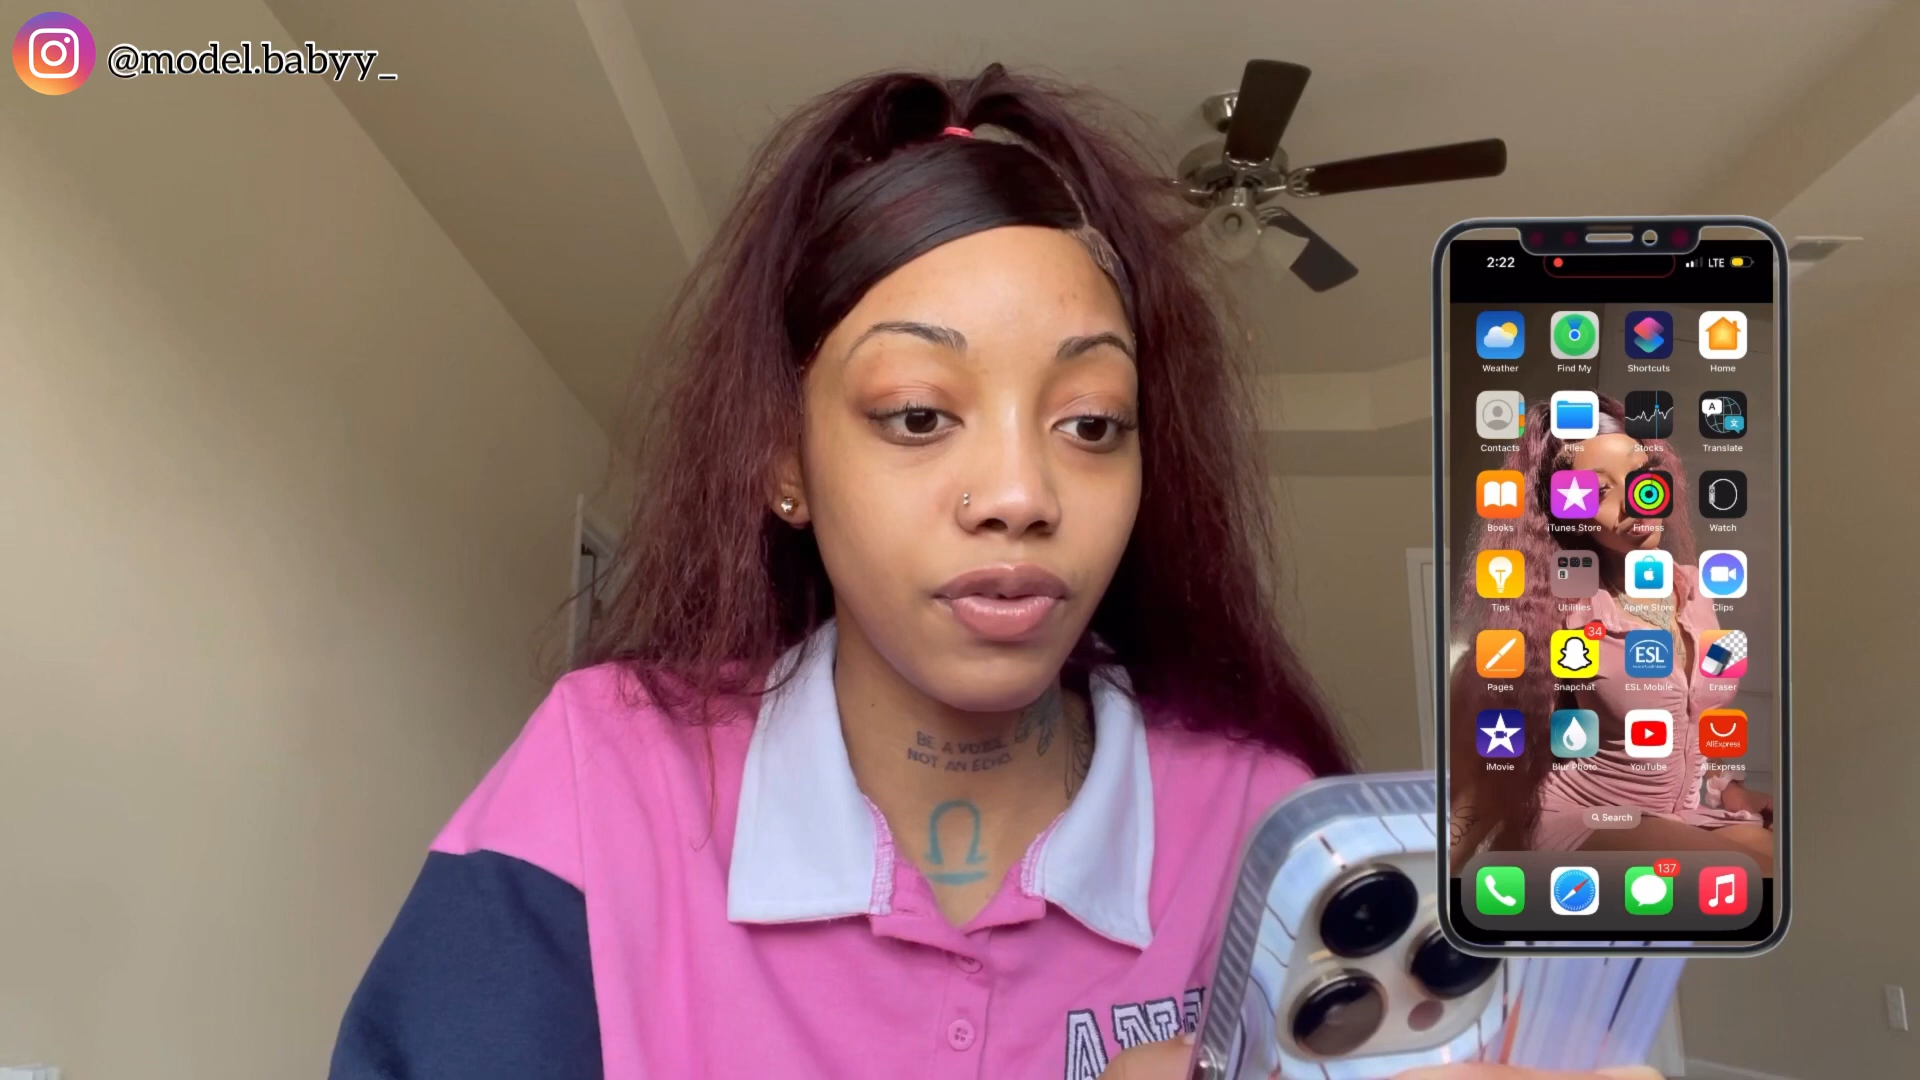 @model.babyy_
2:22
LTE
Weather
Find My
Shortcuts
Home
Contacts
Files
Stocks
Translate
Books
iTunes Store
Fitness
Watch
Tips
Utilities
Apple Store
Clips
34
ESL
Pages
Snapchat
ESL Mobile
Eraser
AliExpress
iMovie
Blur Photo
YouTube
AliExpress
Search
137
BE A VOICE
NOT AN ECHO